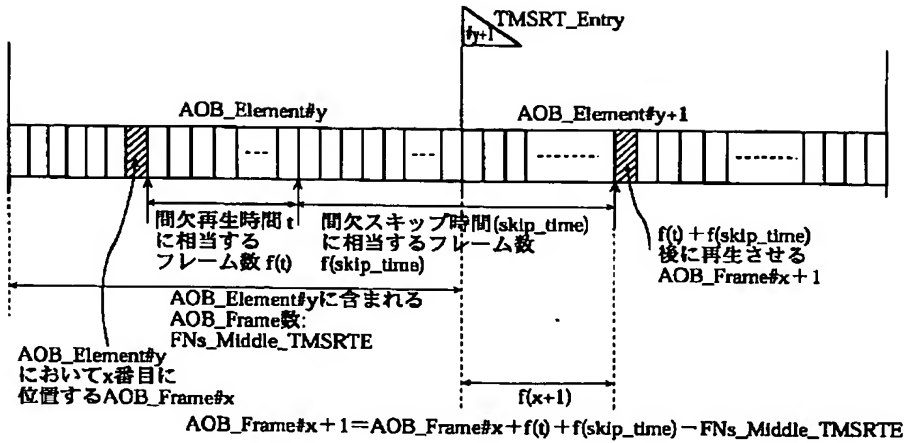 TMSRT_Entry
#y+1
AOB_Element#y
AOB_Element#y+1
間欠再生時間 t
に相当する
フレーム数 f(t)
間欠スキップ時間(skip_time)
に相当するフレーム数
f(skip_time)
f(t)+f(skip_time)
後に再生させる
AOB_Frame#x+1
AOB_Element#yに含まれる
AOB_Frame数:
FNs_Middle_TMSRTE
AOB_Element#y
においてx番目に
位置するAOB_Frame#x
f(x+1)
AOB_Frame#x+1=AOB_Frame#x+f(t)+f(skip_time)-FNs_Middle_TMSRTE